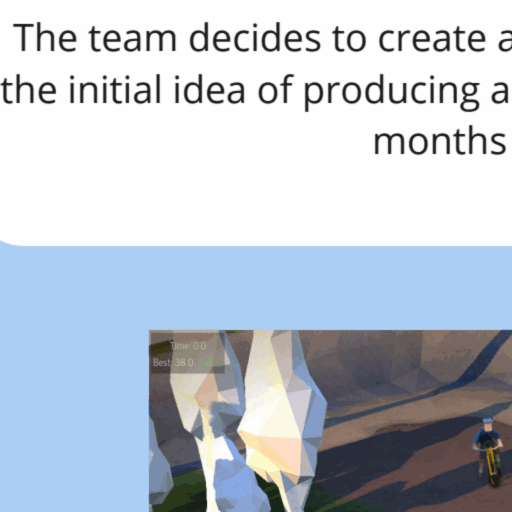 The team decides to create a
the initial idea of producing a
months
Time: 0.0
Best: 38.0